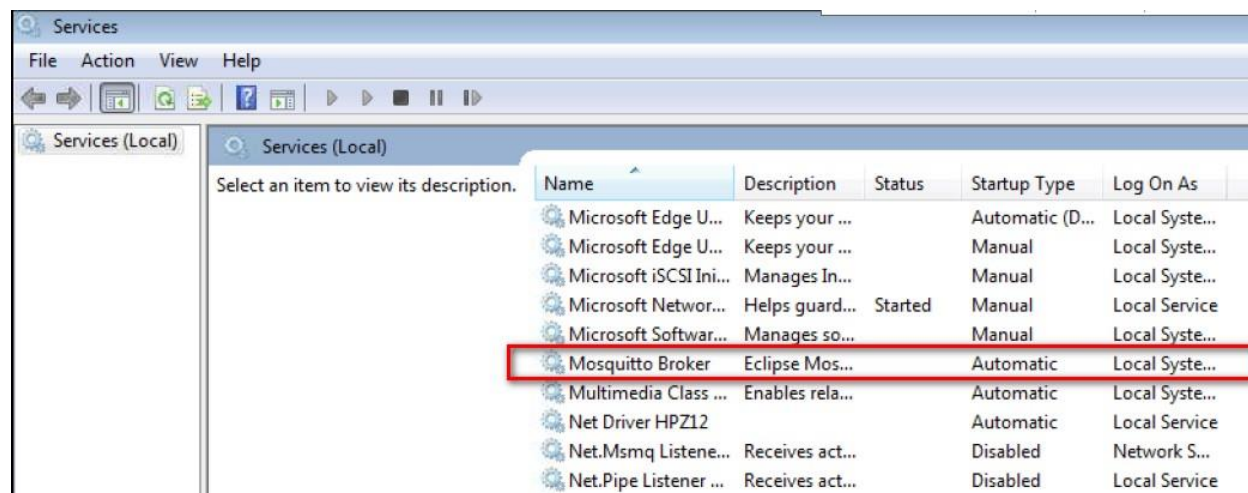 Services
File Action View Help
Services (Local)
Services (Local)
Select an item to view its description.
Name Description Status Startup Type Log On As
Microsoft Edge U... Keeps your ... Automatic (D... Local Syste...
Microsoft Edge U... Keeps your ... Manual Local Syste...
Microsoft iSCSI Ini... Manages In... Manual Local Syste...
Microsoft Networ... Helps guard... Started Manual Local Service
Microsoft Softwar... Manages so... Manual Local Syste...
Mosquitto Broker Eclipse Mos... Automatic Local Syste...
Multimedia Class ... Enables rela... Automatic Local Syste...
Net Driver HPZ12 Automatic Local Service
Net.Msmq Listene... Receives act... Disabled Network S...
Net.Pipe Listener ... Receives act... Disabled Local Service